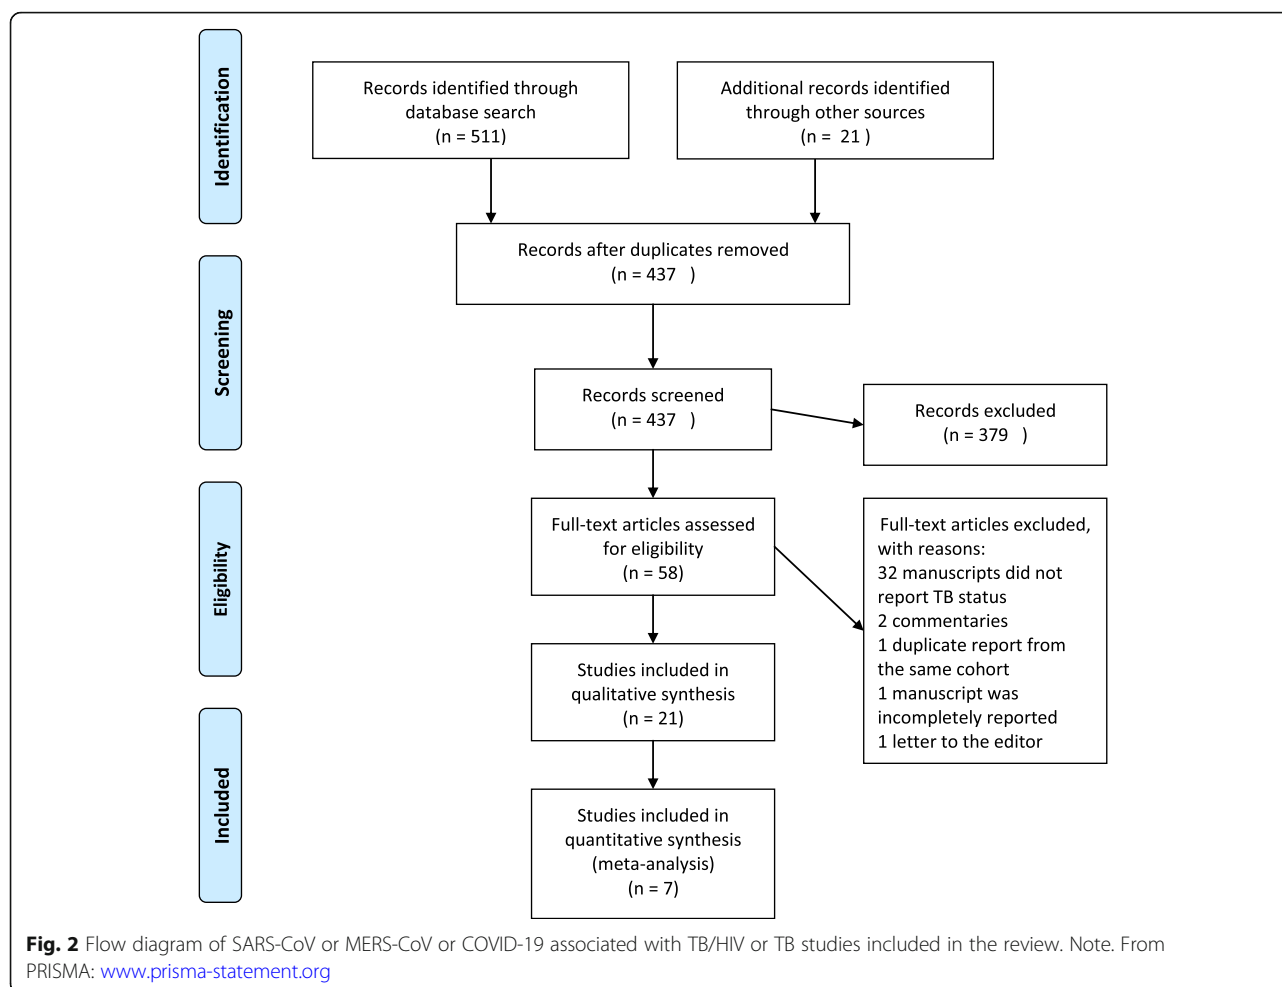 Identification
Records identified through
database search
(n = 511)
Additional records identified
through other sources
(n =  21 )
Records after duplicates removed
(n = 437   )
Screening
Records screened
(n = 437   )
Records excluded
(n = 379   )
Eligibility
Full-text articles assessed
for eligibility
(n = 58)
Full-text articles excluded,
with reasons:
32 manuscripts did not
report TB status
2 commentaries
1 duplicate report from
the same cohort
1 manuscript was
incompletely reported
1 letter to the editor
Studies included in
qualitative synthesis
(n = 21)
Included
Studies included in
quantitative synthesis
(meta-analysis)
(n = 7)
Fig. 2 Flow diagram of SARS-CoV or MERS-CoV or COVID-19 associated with TB/HIV or TB studies included in the review. Note. From
PRISMA: www.prisma-statement.org